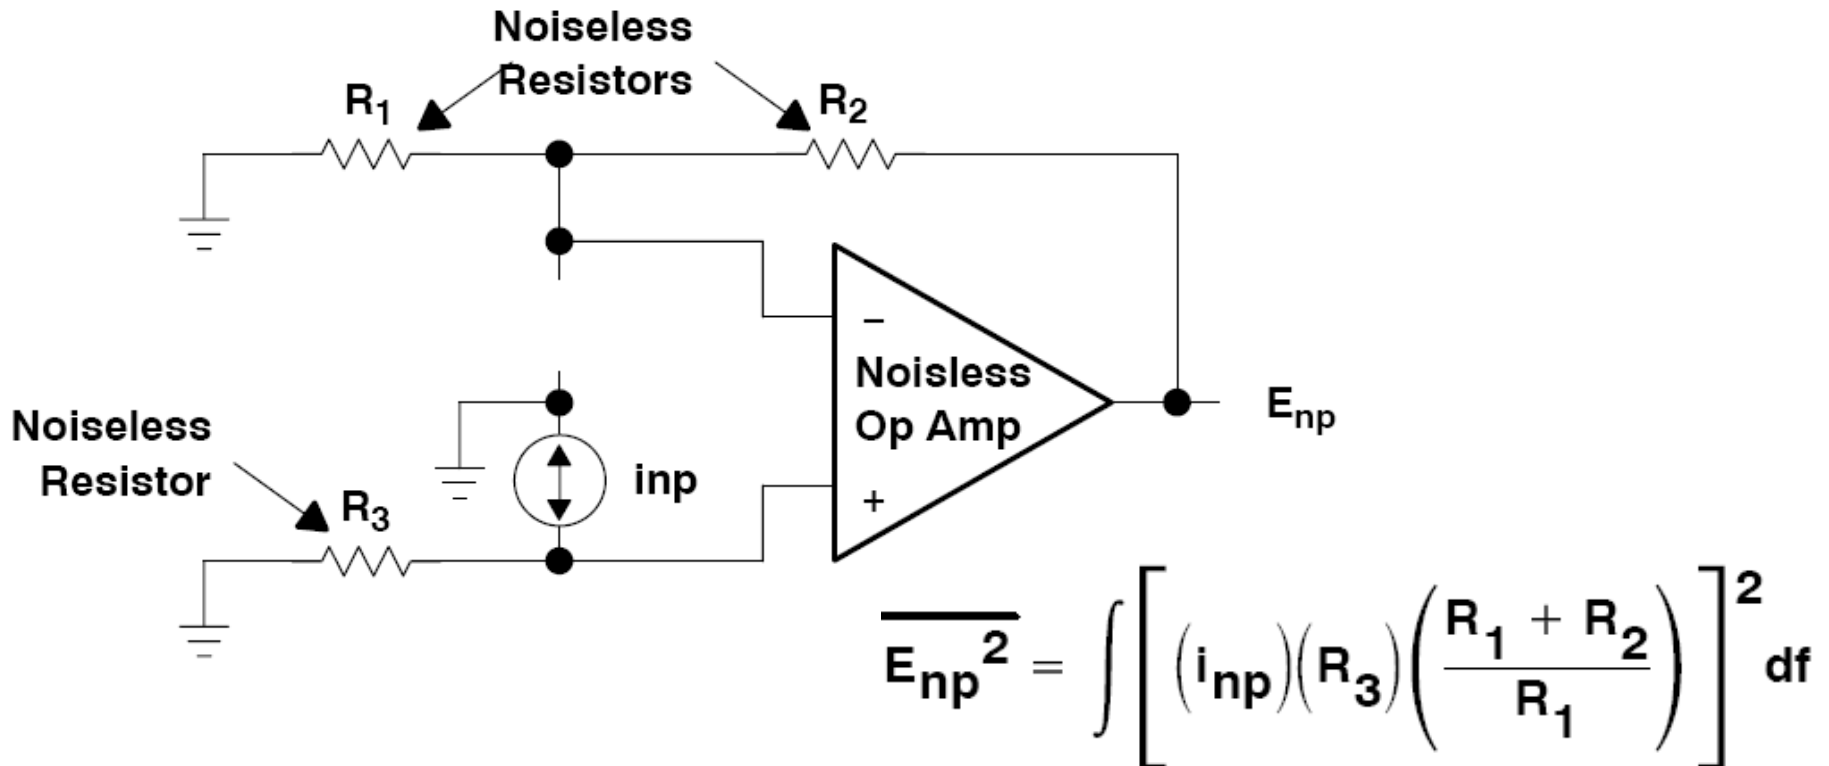 Noiseless
Resistors
R₁
R₂
−
Noisless
Op Amp
+
Eₙₚ
Noiseless
Resistor
R₃
inp
Eₙₚ² = ∫ [ (iₙₚ)(R₃)( (R₁ + R₂) / R₁ ) ]² df